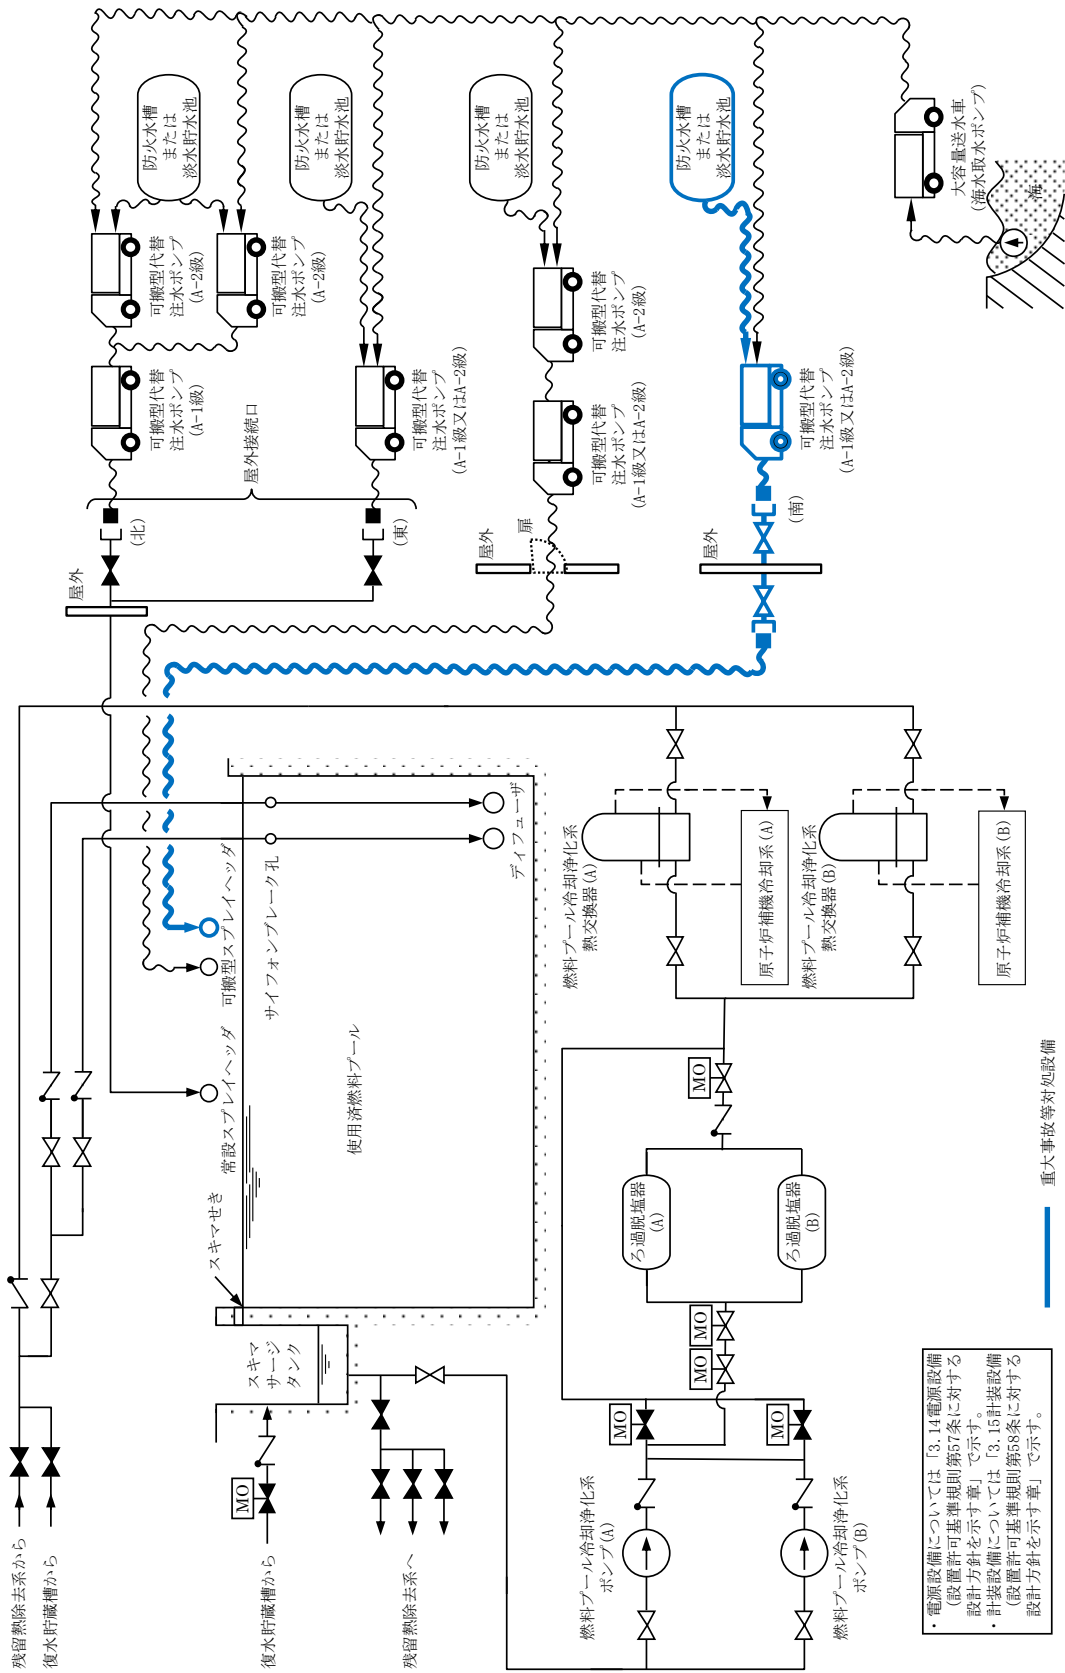 残留熱除去系から
復水貯蔵槽から
復水貯蔵槽から
残留熱除去系へ
MO
スキマ
サージ
タンク
スキマせき
常設スプレイヘッダ
可搬型スプレイヘッダ
サイフォンブレーク孔
ディフューザ
使用済燃料プール
屋外
(北)
(東)
屋外接続口
可搬型代替
注水ポンプ
(A-1級)
可搬型代替
注水ポンプ
(A-2級)
可搬型代替
注水ポンプ
(A-2級)
防火水槽
または
淡水貯水池
可搬型代替
注水ポンプ
(A-1級又はA-2級)
防火水槽
または
淡水貯水池
屋外
扉
可搬型代替
注水ポンプ
(A-1級又はA-2級)
可搬型代替
注水ポンプ
(A-2級)
防火水槽
または
淡水貯水池
屋外
(南)
可搬型代替
注水ポンプ
(A-1級又はA-2級)
防火水槽
または
淡水貯水池
大容量送水車
(海水取水ポンプ)
海
燃料プール冷却浄化系
ポンプ(A)
燃料プール冷却浄化系
ポンプ(B)
MO
MO
MO
MO
ろ過脱塩器
(A)
ろ過脱塩器
(B)
MO
燃料プール冷却浄化系
熱交換器(A)
原子炉補機冷却系(A)
燃料プール冷却浄化系
熱交換器(B)
原子炉補機冷却系(B)
・電源設備については「3.14電源設備
(設置許可基準規則第57条に対する
設計方針を示す章」で示す。
・計装設備については「3.15計装設備
(設置許可基準規則第58条に対する
設計方針を示す章」で示す。
重大事故等対処設備